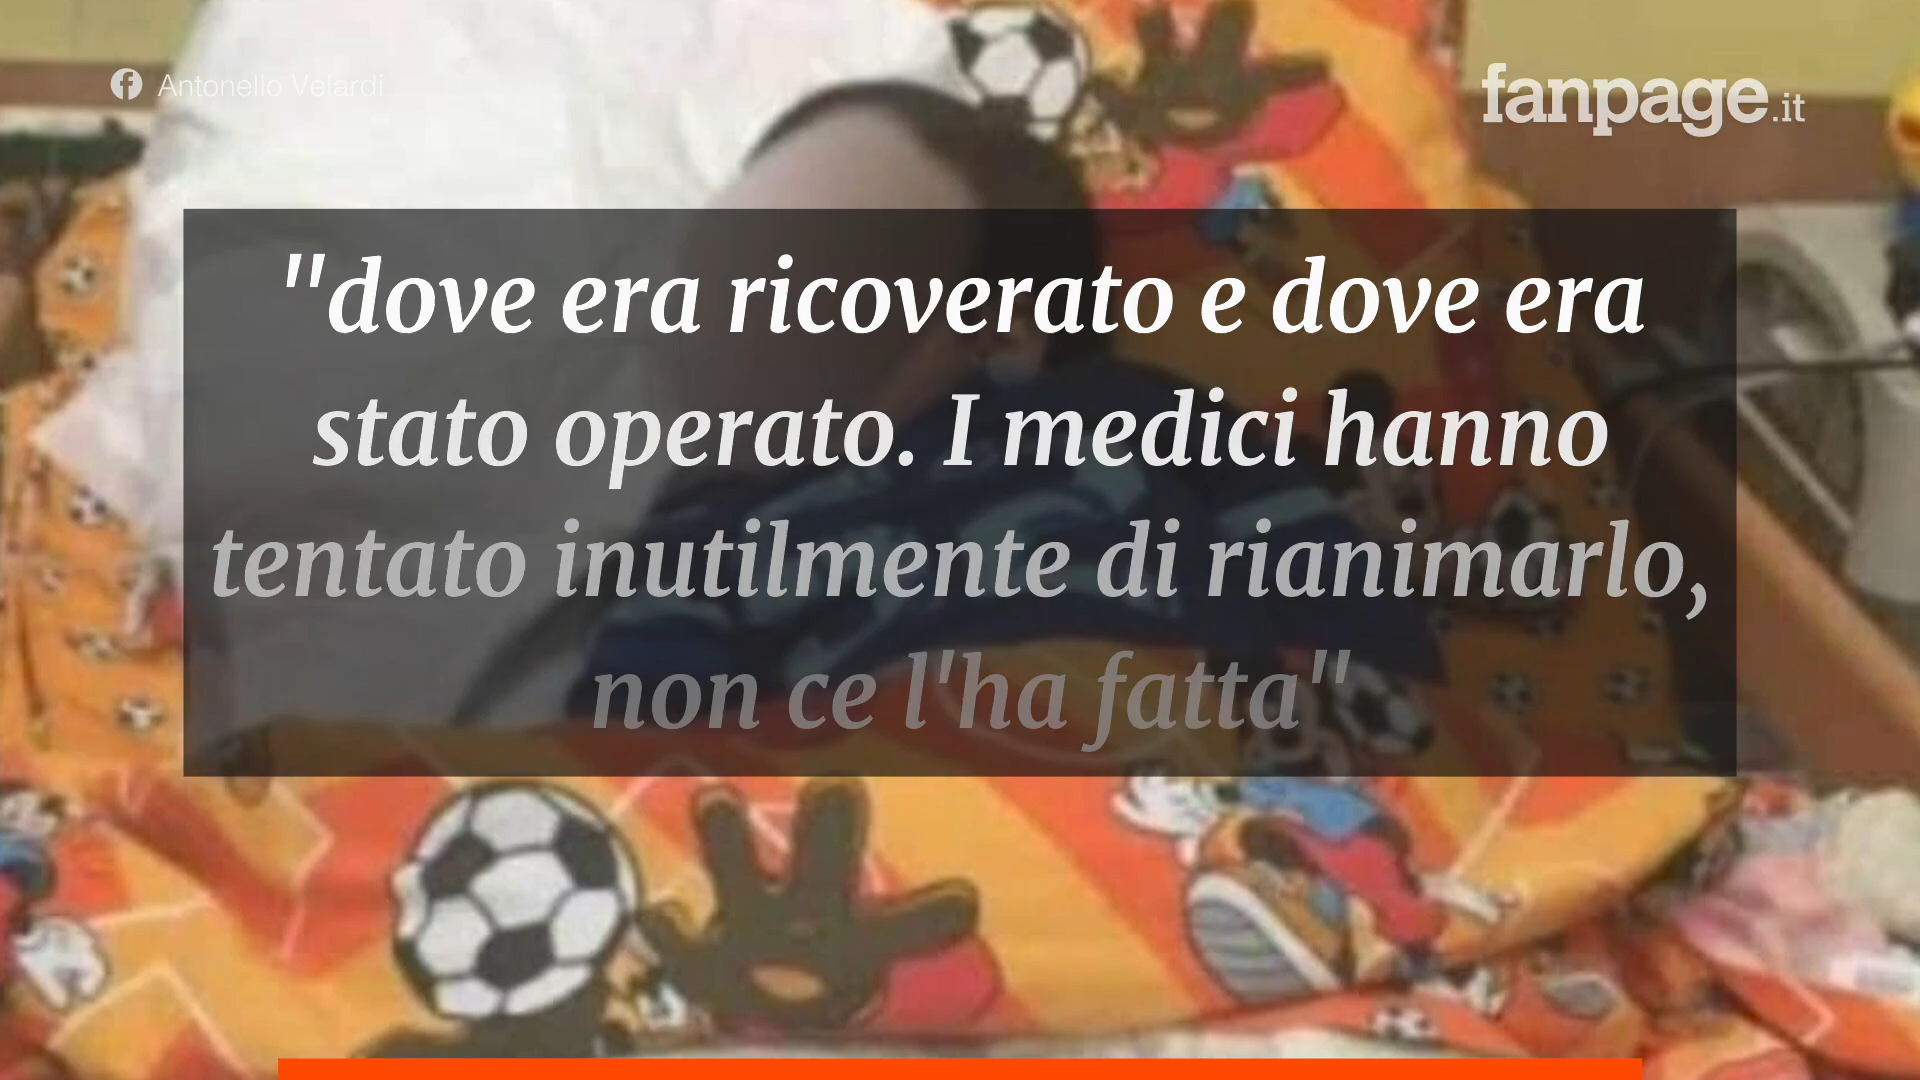 Antonello Velardi
fanpage.it
"dove era ricoverato e dove era
stato operato. I medici hanno
tentato inutilmente di rianimarlo,
non ce l'ha fatta"